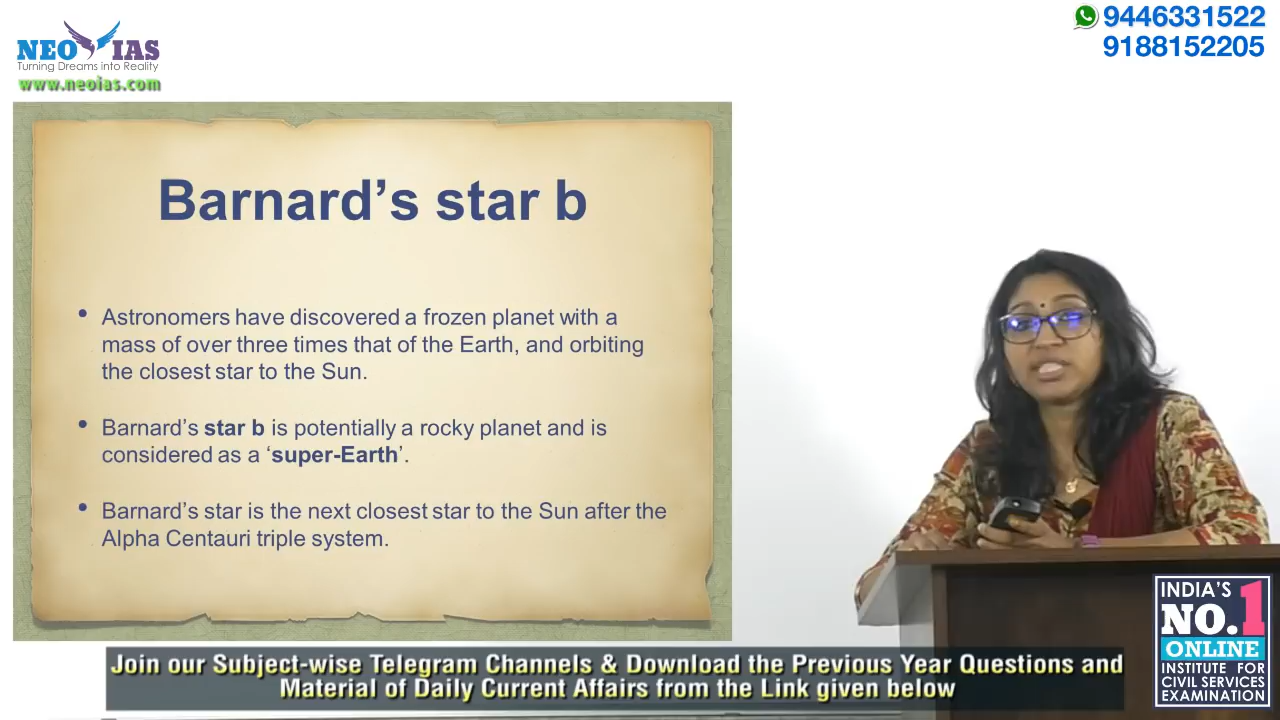 NEO IAS
Turning Dreams into Reality
www.neoias.com
9446331522
9188152205
Barnard’s star b
• Astronomers have discovered a frozen planet with a
mass of over three times that of the Earth, and orbiting
the closest star to the Sun.
• Barnard’s star b is potentially a rocky planet and is
considered as a ‘super-Earth’.
• Barnard’s star is the next closest star to the Sun after the
Alpha Centauri triple system.
INDIA’S
NO.1
ONLINE
INSTITUTE FOR
CIVIL SERVICES
EXAMINATION
Join our Subject-wise Telegram Channels & Download the Previous Year Questions and
Material of Daily Current Affairs from the Link given below